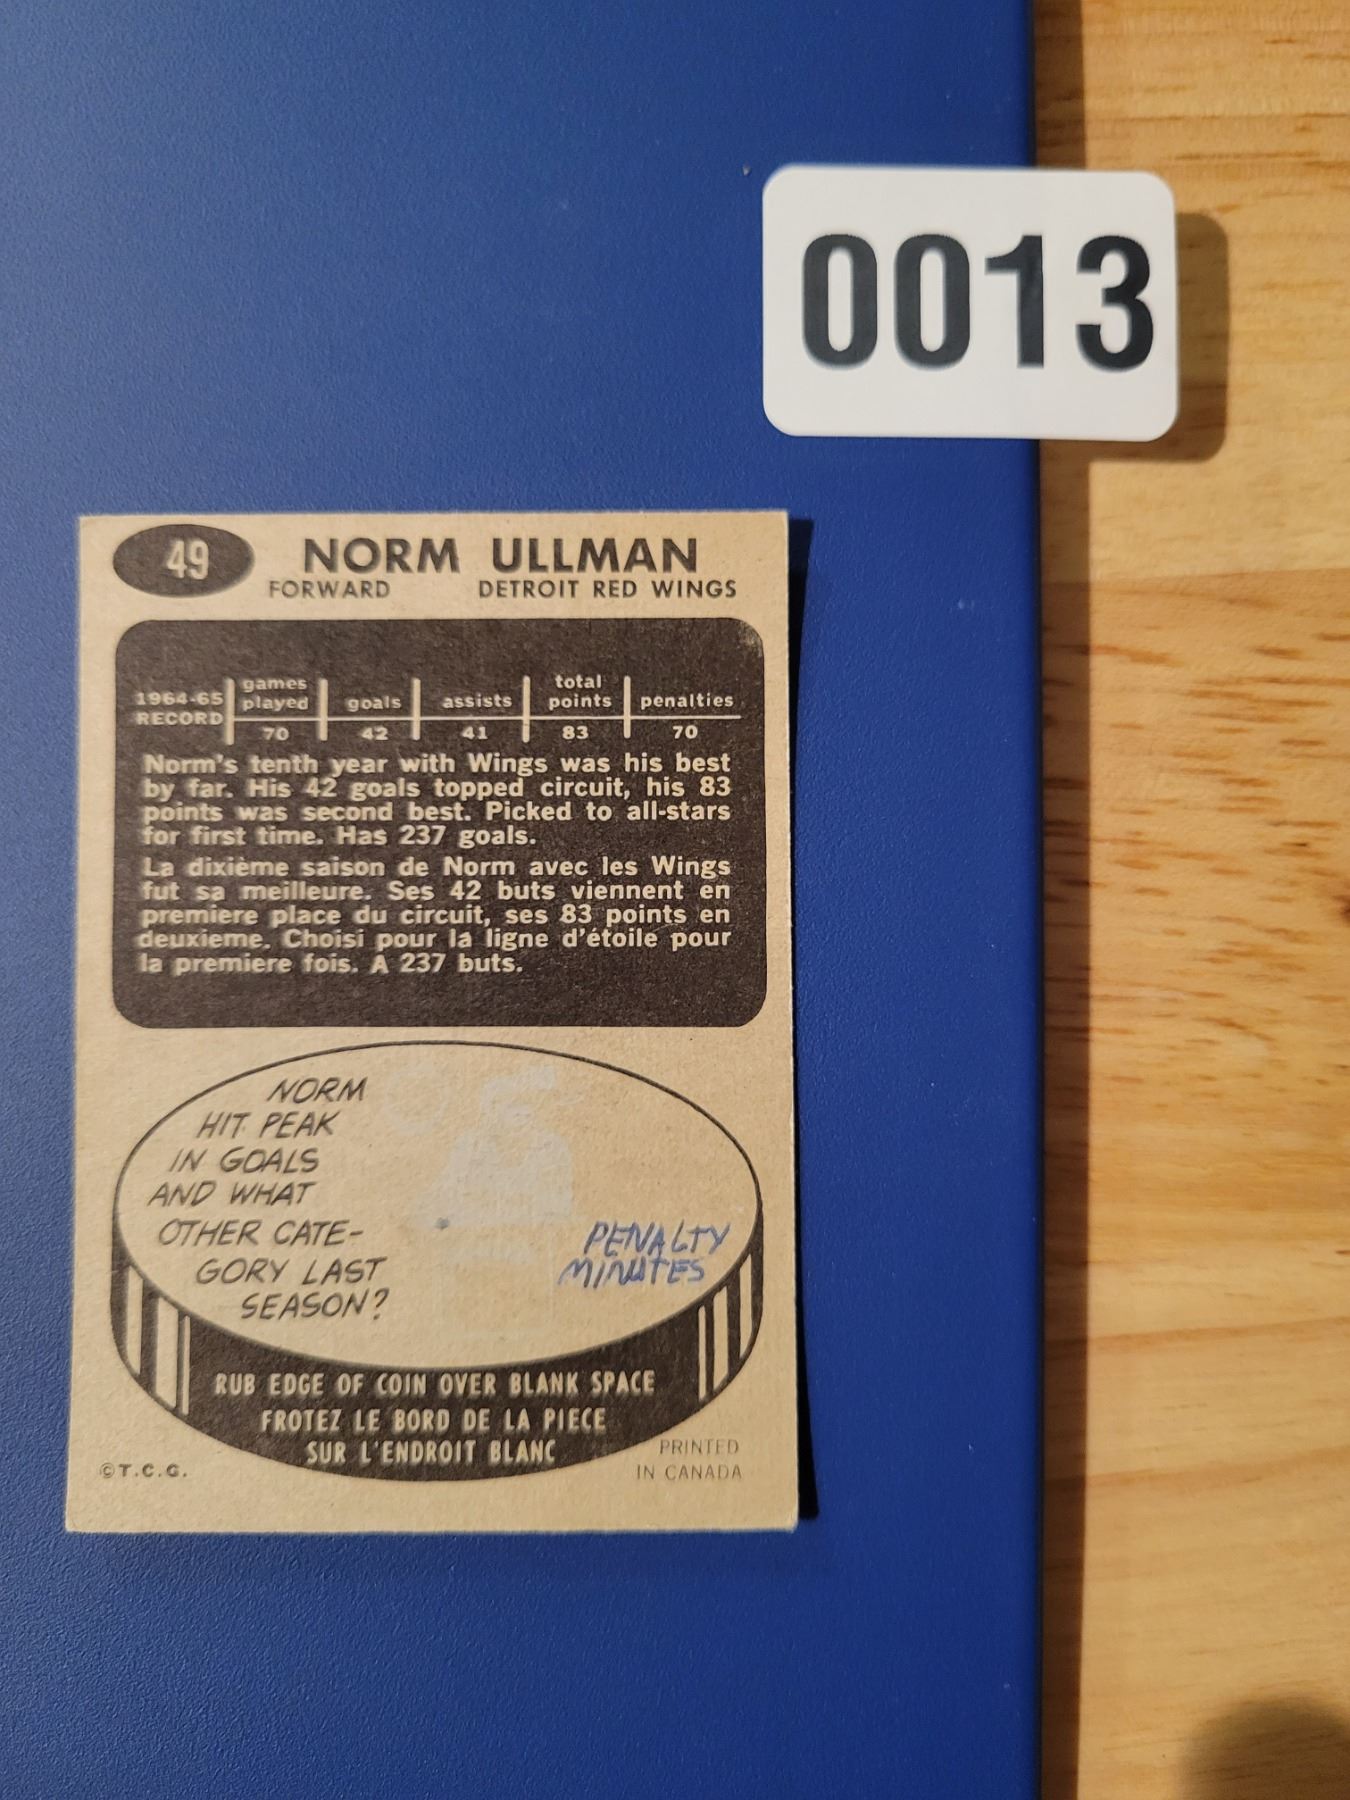 0013
49 NORM ULLMAN
FORWARD DETROIT RED WINGS
1964-65 RECORD games played goals assists total points penalties
70 42 41 83 70
Norm's tenth year with Wings was his best
by far. His 42 goals topped circuit, his 83
points was second best. Picked to all-stars
for first time. Has 237 goals.
La dixième saison de Norm avec les Wings
fut sa meilleure. Ses 42 buts viennent en
premiere place du circuit, ses 83 points en
deuxieme. Choisi pour la ligne d'étoile pour
la premiere fois. A 237 buts.
NORM
HIT PEAK
IN GOALS
AND WHAT
OTHER CATE-
GORY LAST
SEASON?
PENALTY
MINUTES
RUB EDGE OF COIN OVER BLANK SPACE
FROTEZ LE BORD DE LA PIECE
SUR L'ENDROIT BLANC
©T.C.G.
PRINTED
IN CANADA